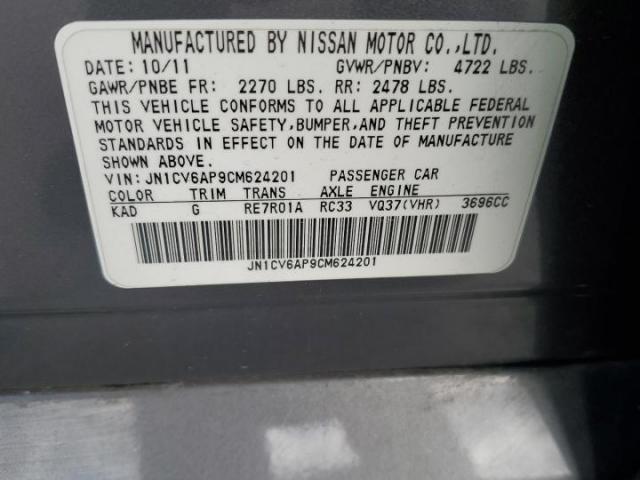 MANUFACTURED BY NISSAN MOTOR CO.,LTD.
DATE: 10/11 GVWR/PNBV: 4722 LBS.
GAWR/PNBE FR: 2270 LBS. RR: 2478 LBS.
THIS VEHICLE CONFORMS TO ALL APPLICABLE FEDERAL
MOTOR VEHICLE SAFETY,BUMPER,AND THEFT PREVENTION
STANDARDS IN EFFECT ON THE DATE OF MANUFACTURE
SHOWN ABOVE.
VIN: JN1CV6AP9CM624201 PASSENGER CAR
COLOR TRIM TRANS AXLE ENGINE
KAD G RE7R01A RC33 VQ37(VHR) 3696CC
JN1CV6AP9CM624201